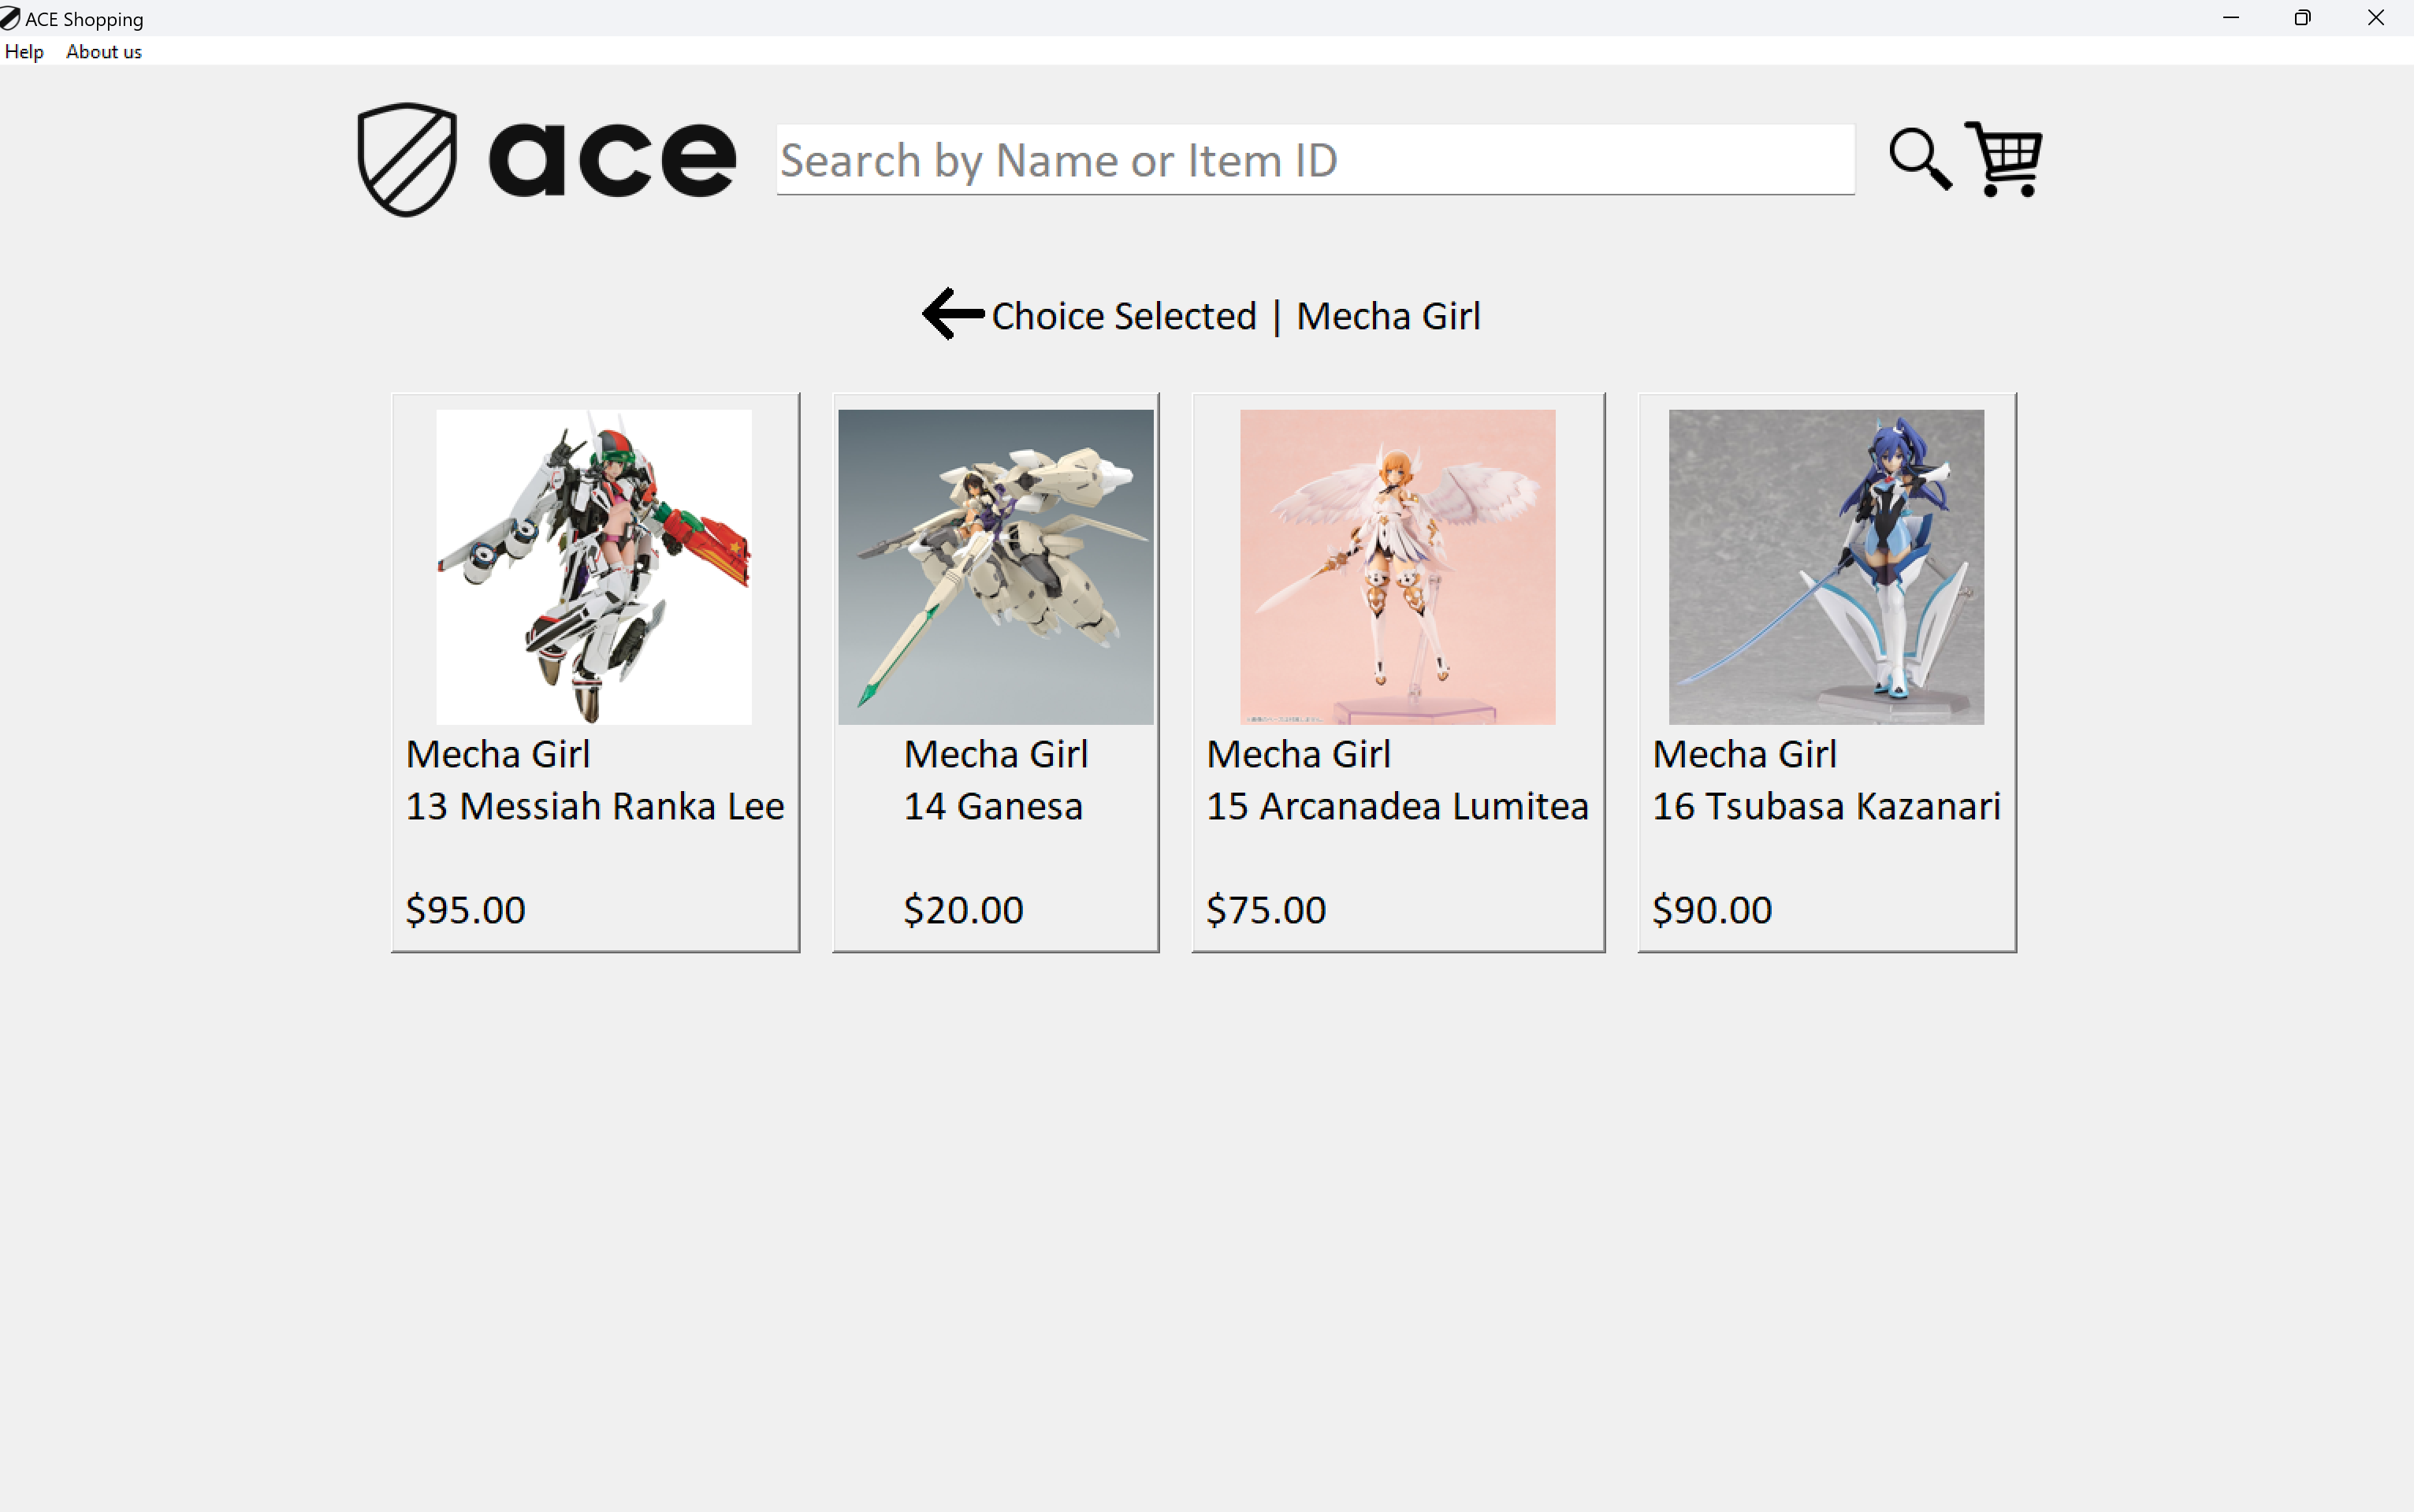 ACE Shopping
Help About us
ace
Search by Name or Item ID
Choice Selected | Mecha Girl
Mecha Girl
13 Messiah Ranka Lee
$95.00
Mecha Girl
14 Ganesa
$20.00
Mecha Girl
15 Arcanadea Lumitea
$75.00
Mecha Girl
16 Tsubasa Kazanari
$90.00